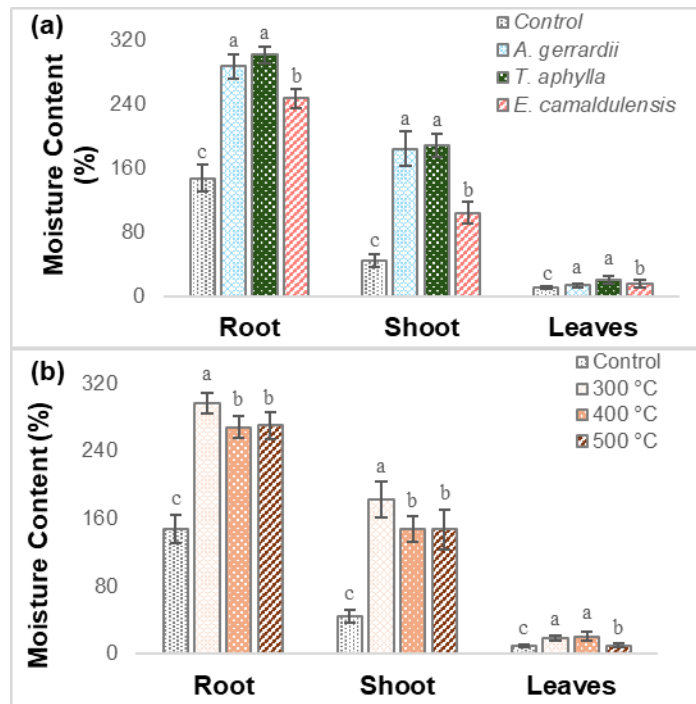 (a)
Control
A. gerrardii
T. aphylla
E. camaldulensis
Moisture Content
(%)
320
240
160
80
0
c a a b
c a a b
c a a b
Root Shoot Leaves
(b)
Control
300 °C
400 °C
500 °C
Moisture Content (%)
320
240
160
80
0
c a b b
c a b b
c a a b
Root Shoot Leaves